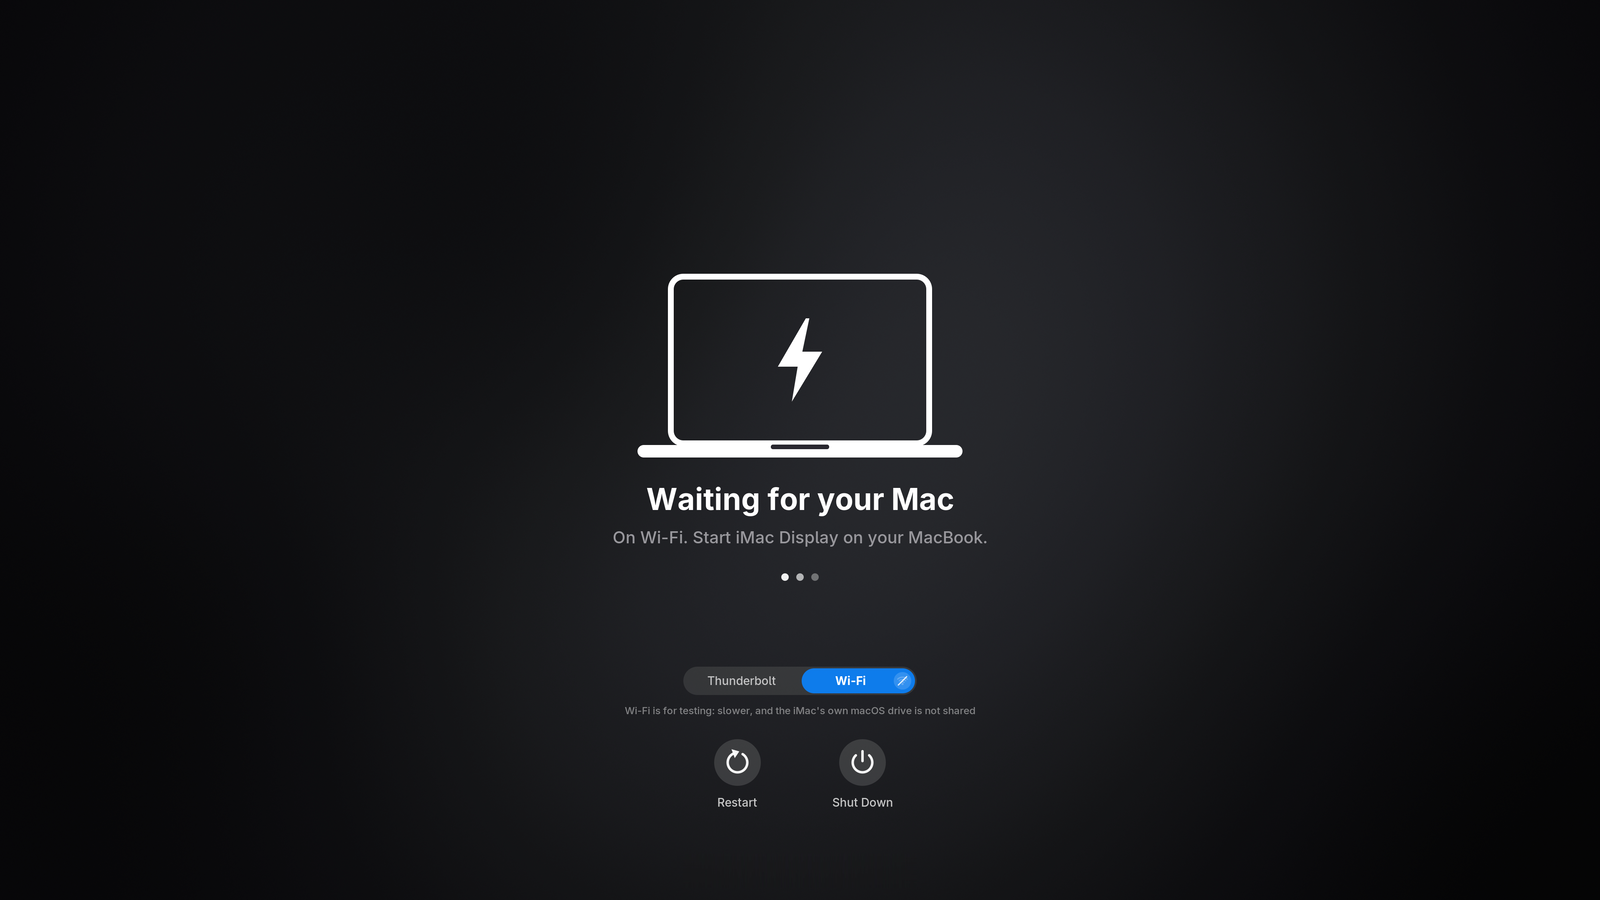 Waiting for your Mac
On Wi-Fi. Start iMac Display on your MacBook.
Thunderbolt
Wi-Fi
Wi-Fi is for testing: slower, and the iMac's own macOS drive is not shared
Restart
Shut Down